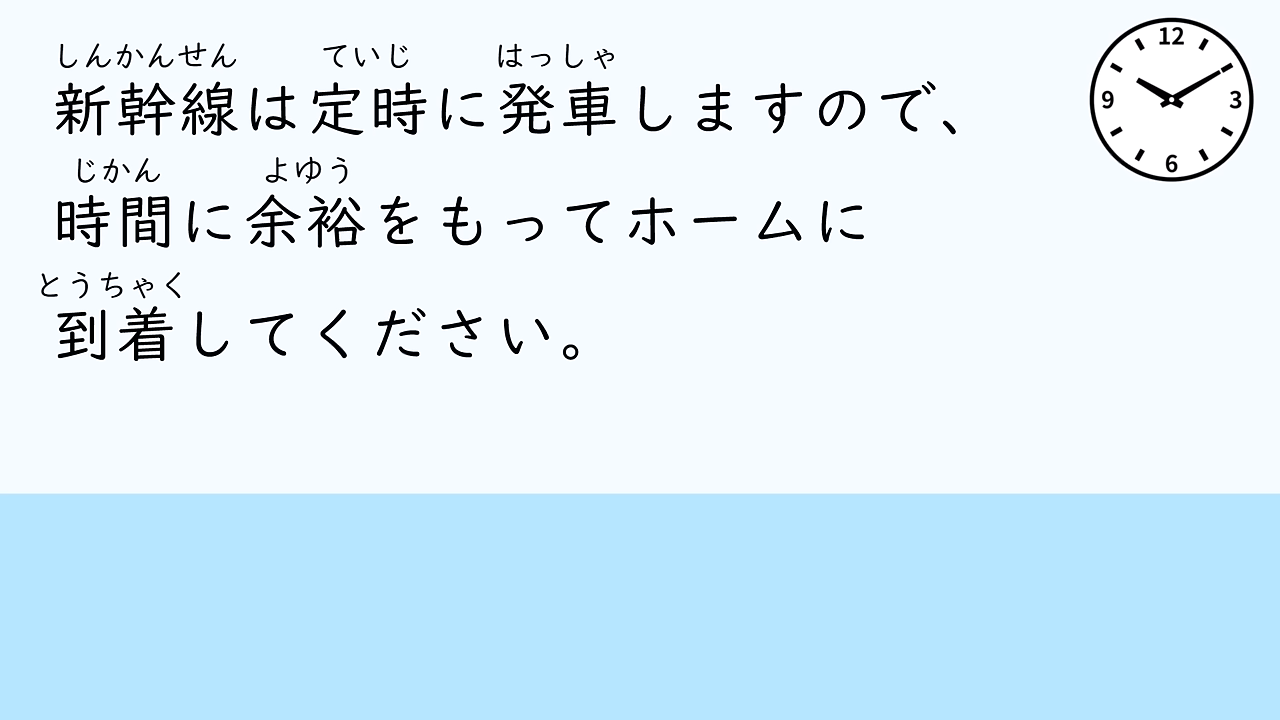 しんかんせん ていじ はっしゃ
新幹線は定時に発車しますので、
じかん よゆう
時間に余裕をもってホームに
とうちゃく
到着してください。
12
9 3
6